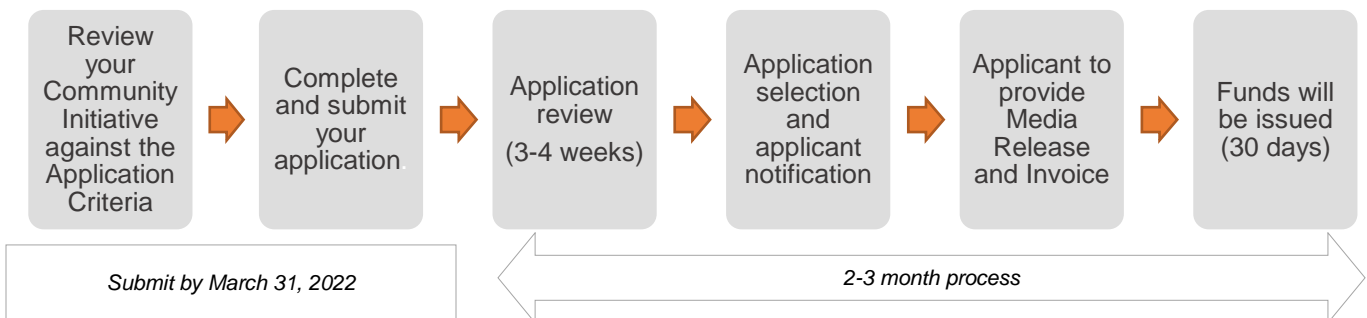 Review
your
Community
Initiative
against the
Application
Criteria
Complete
and submit
your
application.
Application
review
(3-4 weeks)
Application
selection
and
applicant
notification
Applicant to
provide
Media
Release
and Invoice
Funds will
be issued
(30 days)
Submit by March 31, 2022
2-3 month process